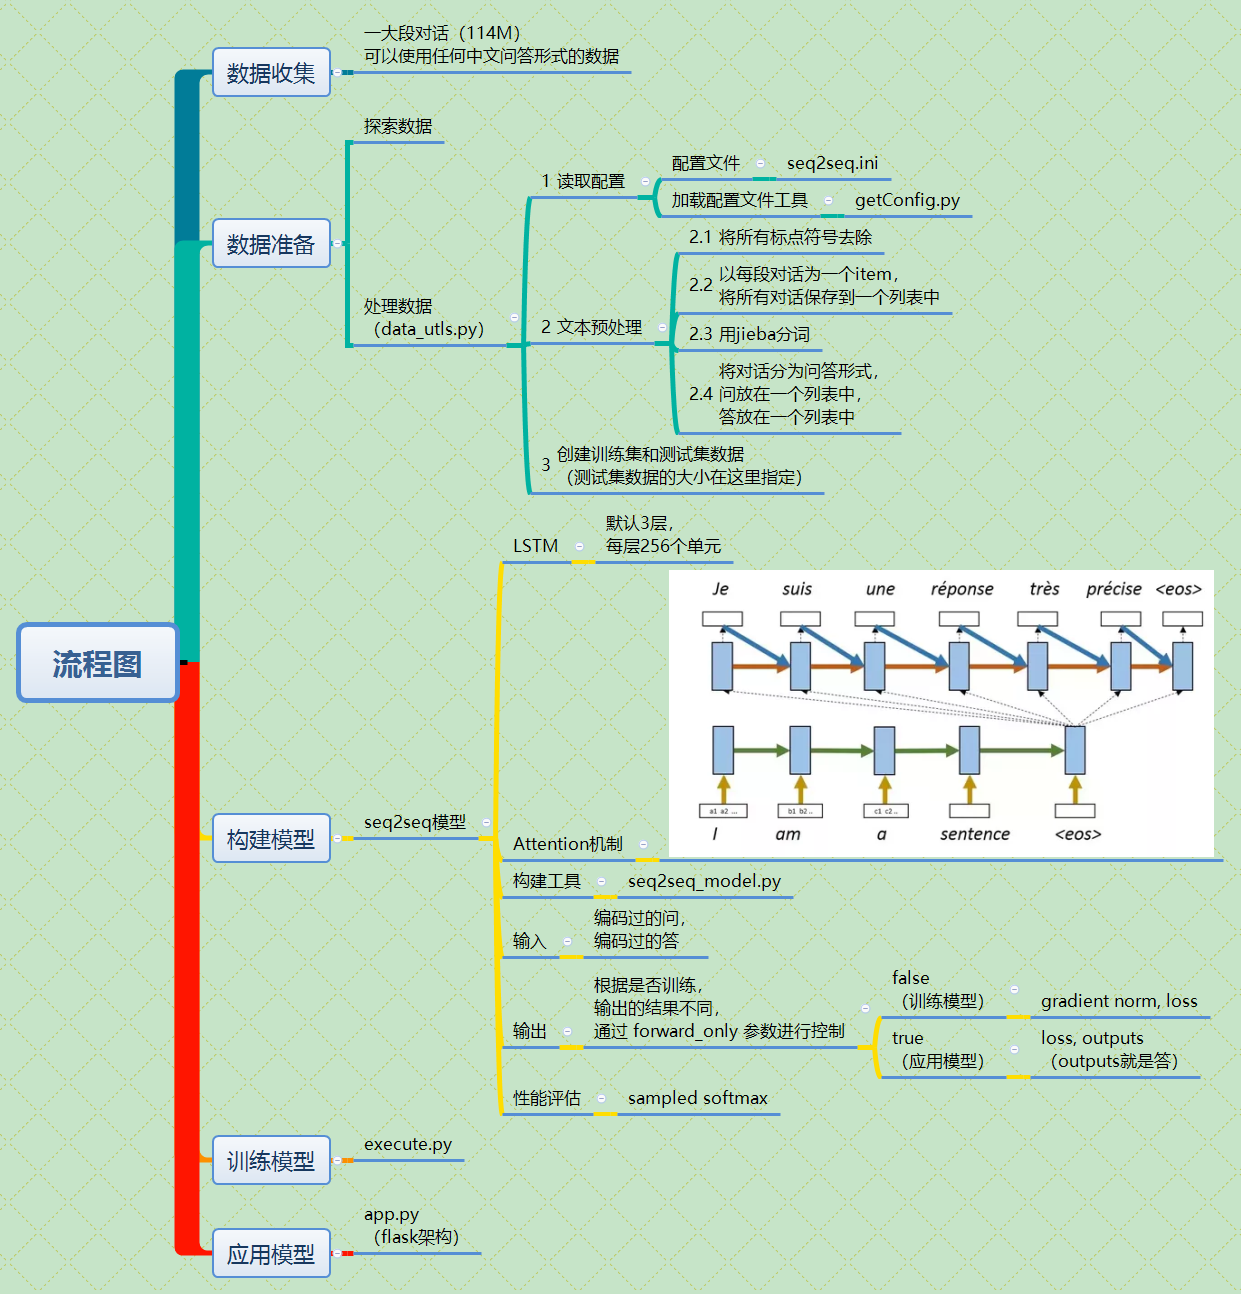 流程图
数据收集
一大段对话（114M）
可以使用任何中文问答形式的数据
数据准备
探索数据
处理数据
（data_utls.py）
1 读取配置
配置文件
seq2seq.ini
加载配置文件工具
getConfig.py
2 文本预处理
2.1 将所有标点符号去除
2.2 以每段对话为一个item，
将所有对话保存到一个列表中
2.3 用jieba分词
2.4 将对话分为问答形式，
问放在一个列表中，
答放在一个列表中
3 创建训练集和测试集数据
（测试集数据的大小在这里指定）
构建模型
seq2seq模型
LSTM
默认3层，
每层256个单元
Attention机制
Je suis une réponse très précise <eos>
a1 a2 ... b1 b2 .. c1 c2 ..
I am a sentence <eos>
构建工具
seq2seq_model.py
输入
编码过的问，
编码过的答
输出
根据是否训练，
输出的结果不同，
通过 forward_only 参数进行控制
false
（训练模型）
gradient norm, loss
true
（应用模型）
loss, outputs
（outputs就是答）
性能评估
sampled softmax
训练模型
execute.py
应用模型
app.py
（flask架构）